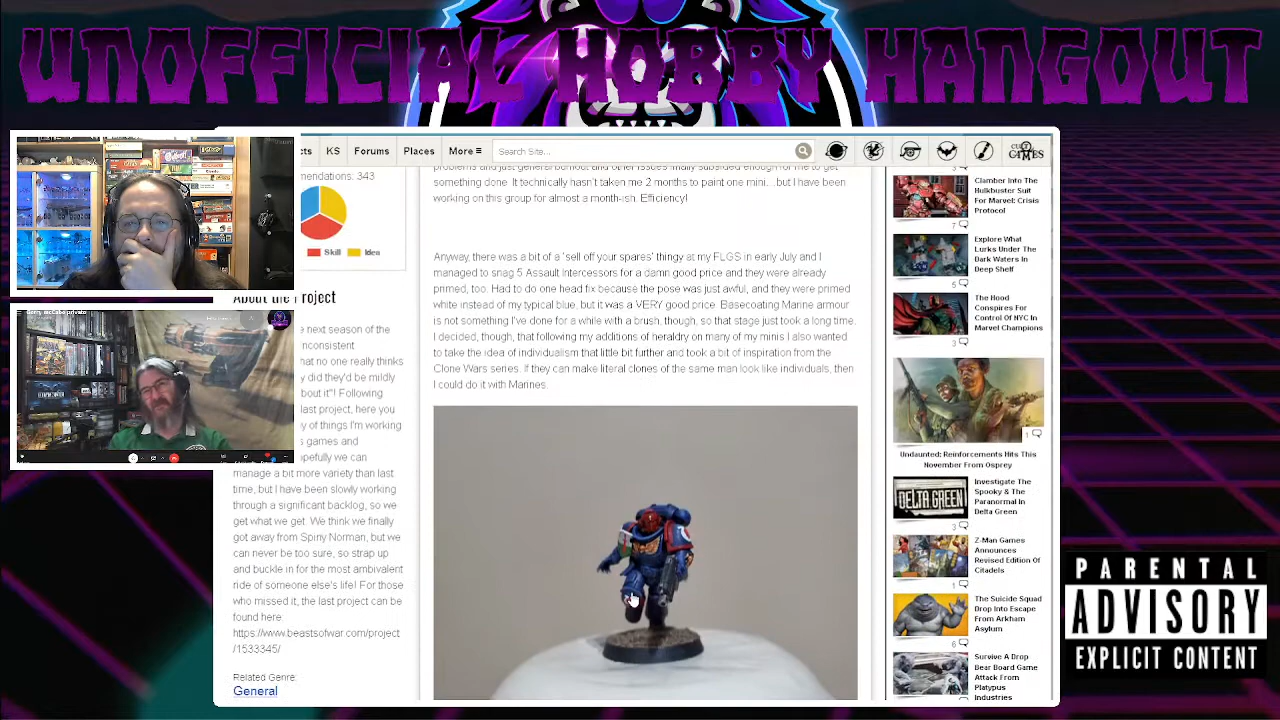 UNOFFICIAL HOBBY HANGOUT
KS
Forums
Places
More ≡
Search Site...
endations: 343
Skill
Idea
About the Project
e next season of the
nconsistent
hat no one really thinks
y did they'd be mildly
bout it"! Following
last project, here you
y of things I'm working
s games and
opefully we can
manage a bit more variety than last
time, but I have been slowly working
through a significant backlog, so we
get what we get. We think we finally
got away from Spiny Norman, but we
can never be too sure, so strap up
and buckle in for the most ambivalent
ride of someone else's life! For those
who missed it, the last project can be
found here:
https://www.beastsofwar.com/project
/1533345/
Related Genre:
General
something done. It technically hasn't taken me 3 months to paint one mini...but I have been
working on this group for almost a month-ish. Efficiency!
Anyway, there was a bit of a 'sell off your spares' thingy at my FLGS in early July and I
managed to snag 5 Assault Intercessors for a damn good price and they were already
primed, too. Had to do one head fix because the pose was just awful, and they were primed
white instead of my typical blue, but it was a VERY good price. Basecoating Marine armour
is not something I've done for a while with a brush, though, so that stage just took a long time.
I decided, though, that following my additions of heraldry on many of my minis I also wanted
to take the idea of individualism that little bit further and took a bit of inspiration from the
Clone Wars series. If they can make literal clones of the same man look like individuals, then
I could do it with Marines.
Clamber Into The
Hulkbuster Suit
For Marvel: Crisis
Protocol
7
Explore What
Lurks Under The
Dark Waters In
Deep Shelf
5
The Hood
Conspires For
Control Of NYC In
Marvel Champions
3
1
Undaunted: Reinforcements Hits This
November From Osprey
DELTA GREEN
Investigate The
Spooky & The
Paranormal In
Delta Green
3
Z-Man Games
Announces
Revised Edition Of
Citadels
1
The Suicide Squad
Drop Into Escape
From Arkham
Asylum
6
Survive A Drop
Bear Board Game
Attack From
Platypus
Industries
PARENTAL
ADVISORY
EXPLICIT CONTENT